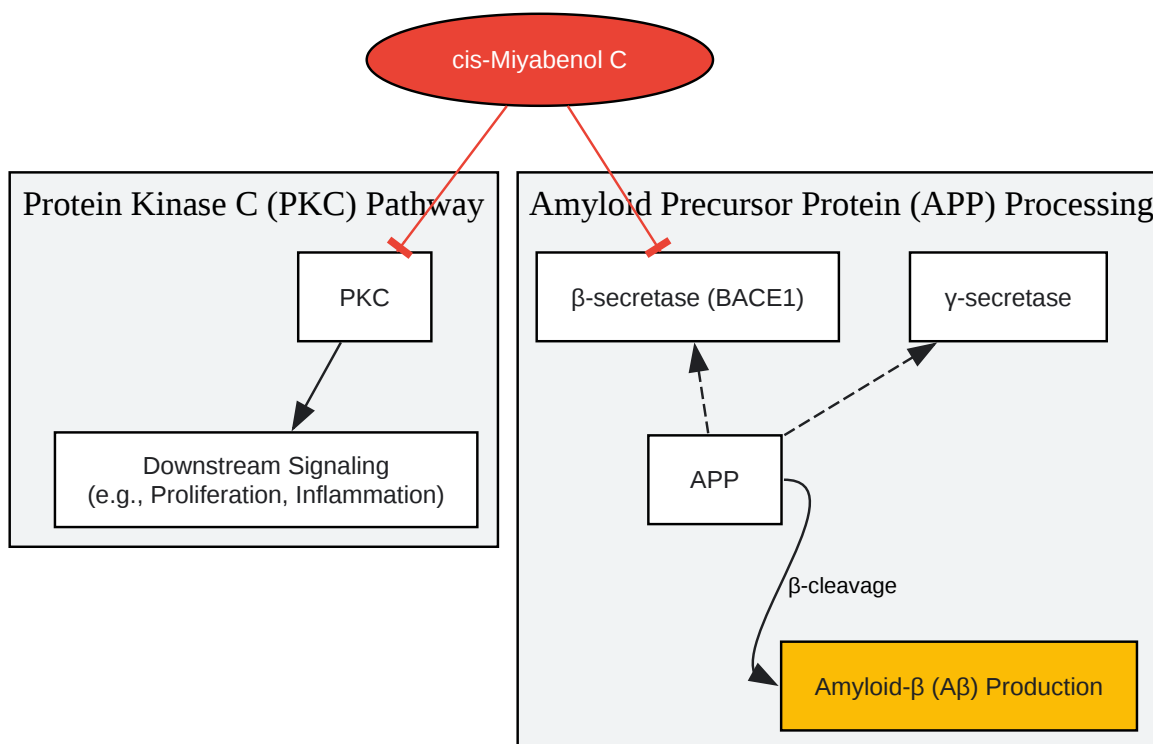 cis-Miyabenol C
Protein Kinase C (PKC) Pathway
PKC
Downstream Signaling
(e.g., Proliferation, Inflammation)
Amyloid Precursor Protein (APP) Processing
β-secretase (BACE1)
γ-secretase
APP
β-cleavage
Amyloid-β (Aβ) Production